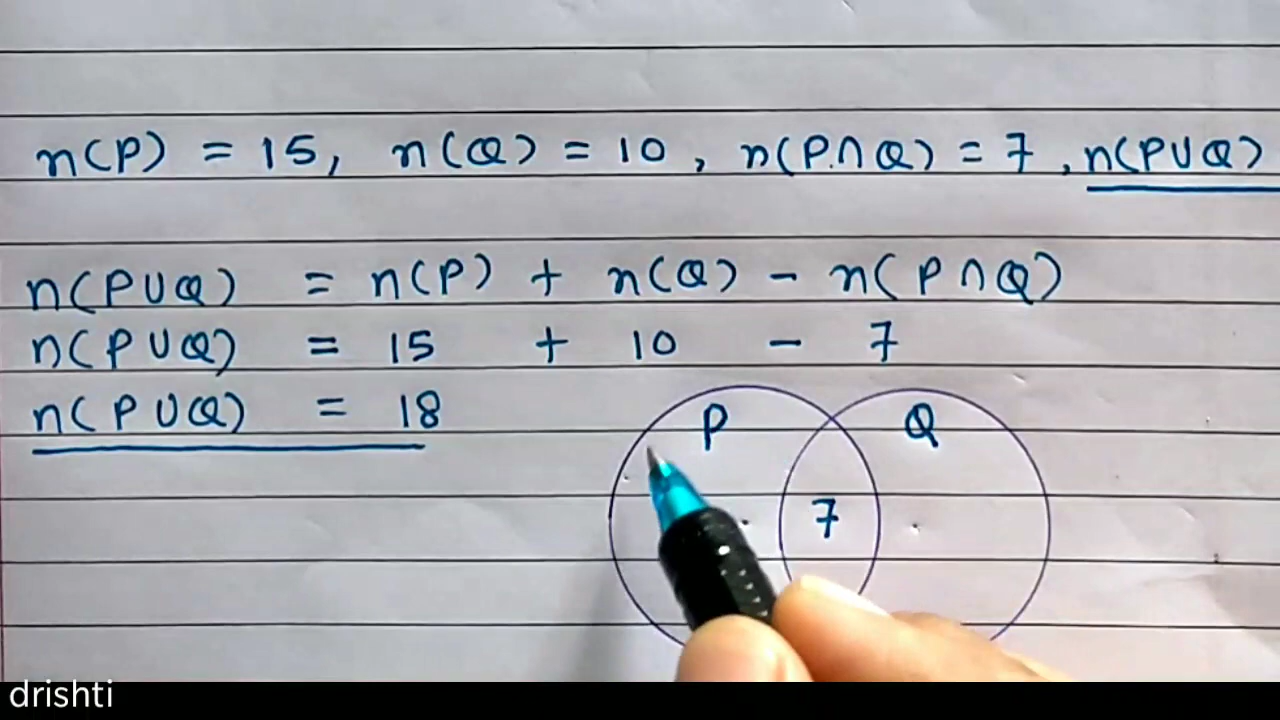 n(P) = 15, n(Q) = 10, n(P∩Q) = 7, n(P∪Q)
n(P∪Q) = n(P) + n(Q) - n(P∩Q)
n(P∪Q) = 15 + 10 - 7
n(P∪Q) = 18
P Q
7
drishti